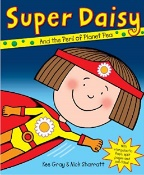 Super Daisy
And the Peril of Planet Pea
Kes Gray & Nick Sharratt